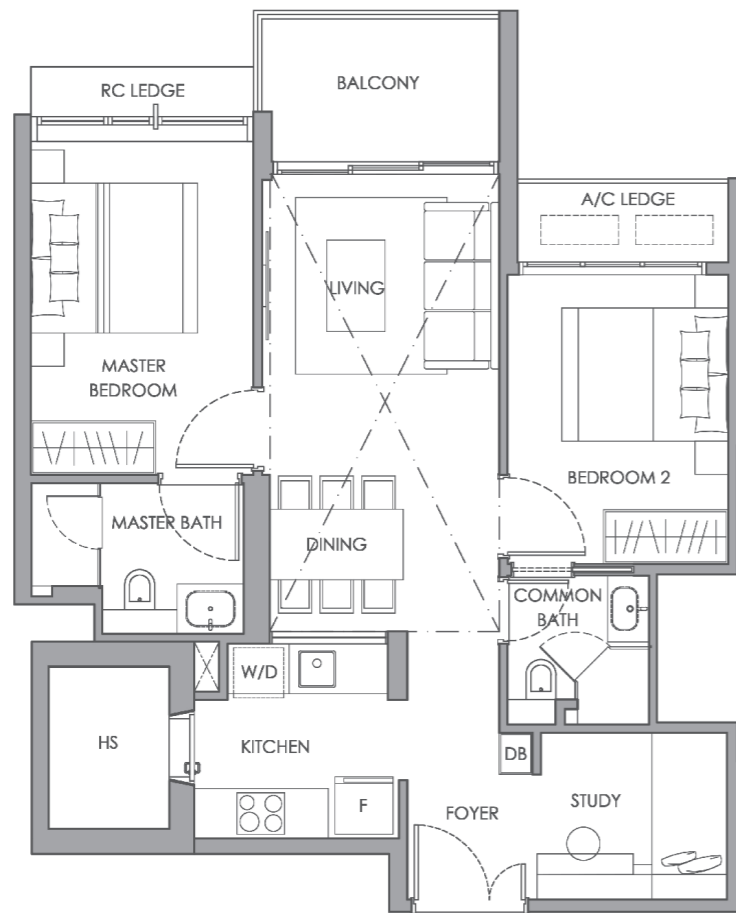 BALCONY
RC LEDGE
A/C LEDGE
LIVING
MASTER
BEDROOM
BEDROOM 2
MASTER BATH
DINING
COMMON
BATH
W/D
HS
KITCHEN
DB
F
FOYER
STUDY